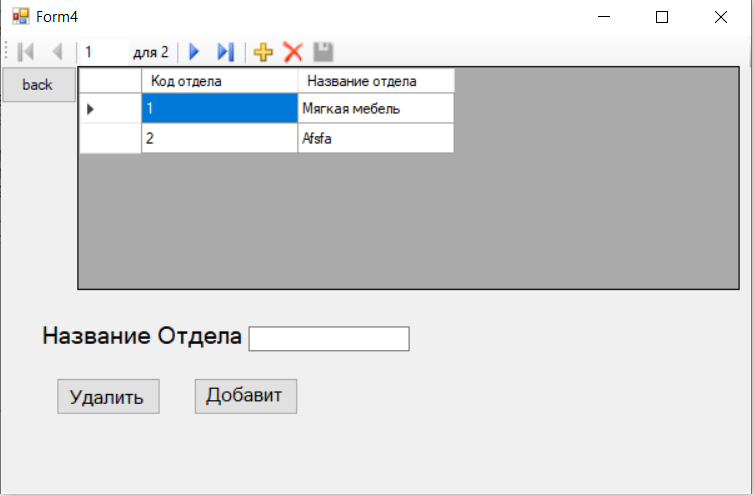 Form4
1 для 2
back
Код отдела Название отдела
1 Мягкая мебель
2 Afsfa
Название Отдела
Удалить Добавит